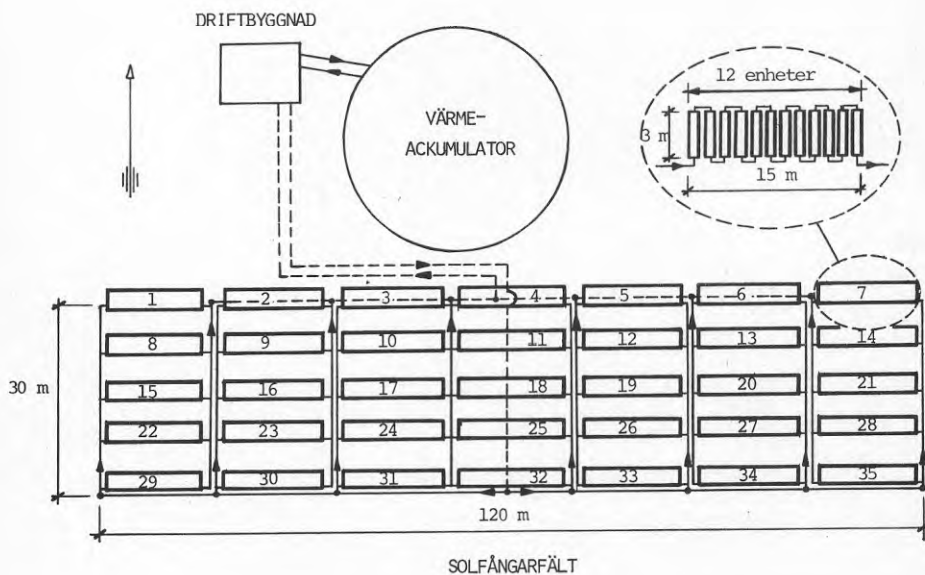 DRIFTBYGGNAD
VÄRME-
ACKUMULATOR
12 enheter
3 m
15 m
1 2 3 4 5 6 7
8 9 10 11 12 13 14
30 m
15 16 17 18 19 20 21
22 23 24 25 26 27 28
29 30 31 32 33 34 35
120 m
SOLFÅNGARFÄLT